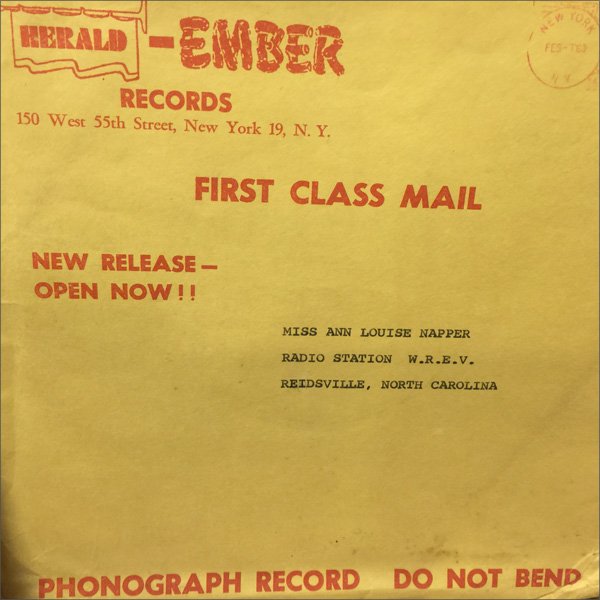 HERALD -EMBER
RECORDS
150 West 55th Street, New York 19, N. Y.
NEW YORK
N.Y.
FIRST CLASS MAIL
NEW RELEASE —
OPEN NOW!!
MISS ANN LOUISE NAPPER
RADIO STATION W.R.E.V.
REIDSVILLE, NORTH CAROLINA
PHONOGRAPH RECORD DO NOT BEND